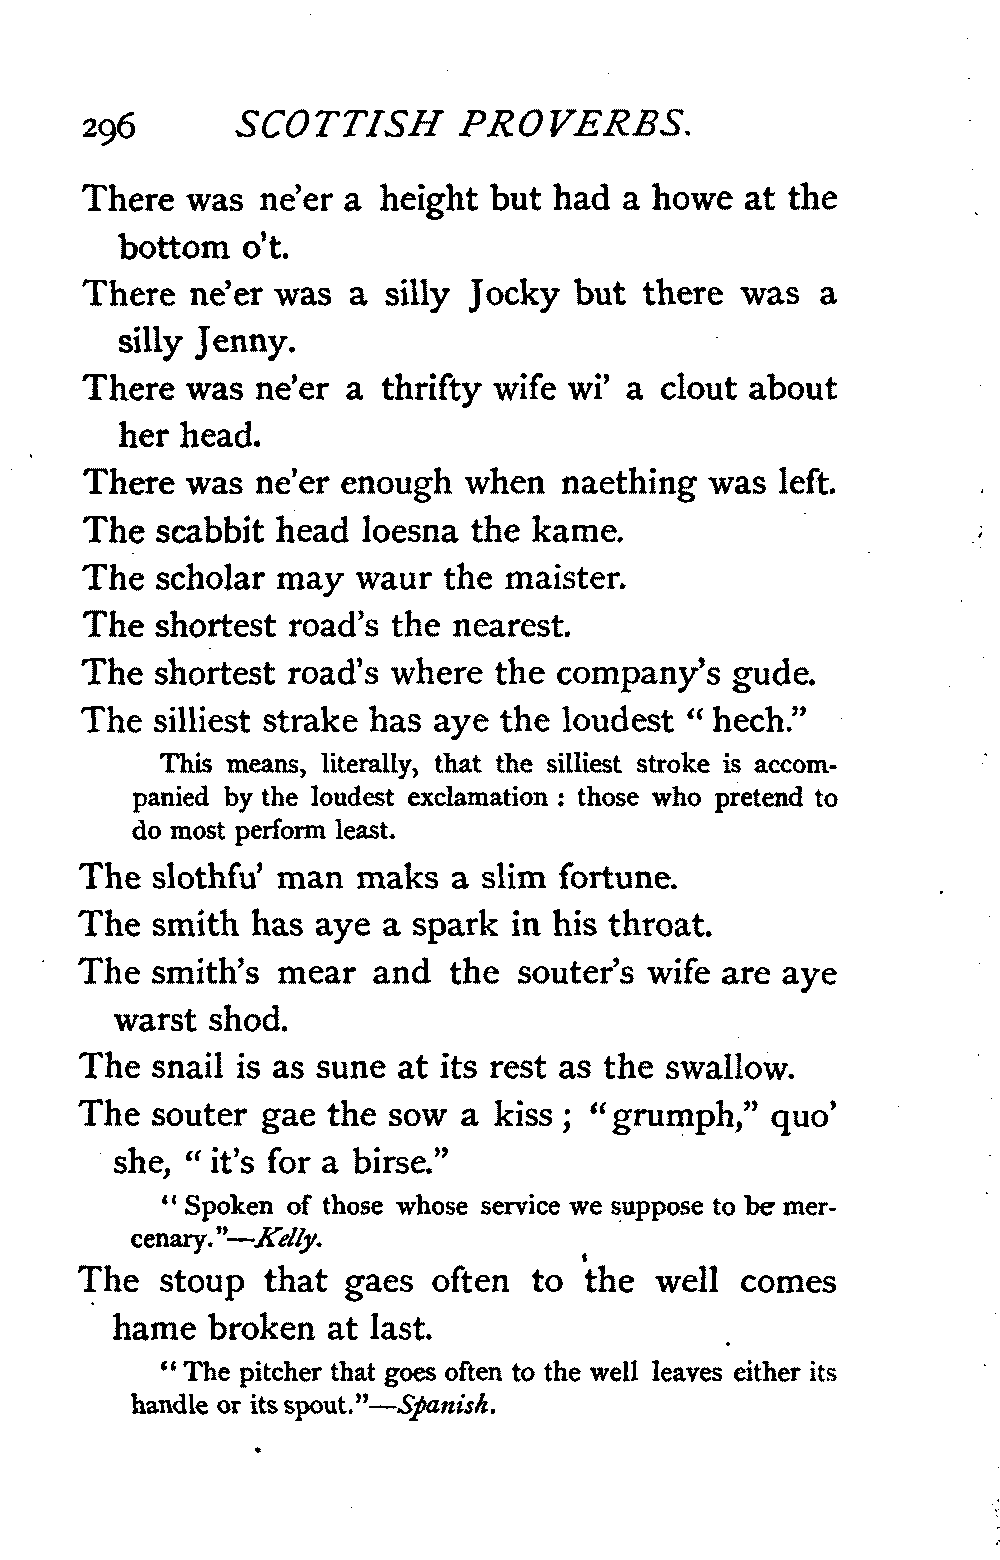 296 SCOTTISH PROVERBS.
There was ne'er a height but had a howe at the
bottom o't.
There ne'er was a silly Jocky but there was a
silly Jenny.
There was ne'er a thrifty wife wi' a clout about
her head.
There was ne'er enough when naething was left.
The scabbit head loesna the kame.
The scholar may waur the maister.
The shortest road's the nearest.
The shortest road's where the company's gude.
The silliest strake has aye the loudest "hech."
This means, literally, that the silliest stroke is accom-
panied by the loudest exclamation : those who pretend to
do most perform least.
The slothfu' man maks a slim fortune.
The smith has aye a spark in his throat.
The smith's mear and the souter's wife are aye
warst shod.
The snail is as sune at its rest as the swallow.
The souter gae the sow a kiss ; "grumph," quo'
she, "it's for a birse."
"Spoken of those whose service we suppose to be mer-
cenary."—Kelly.
The stoup that gaes often to the well comes
hame broken at last.
"The pitcher that goes often to the well leaves either its
handle or its spout."—Spanish.